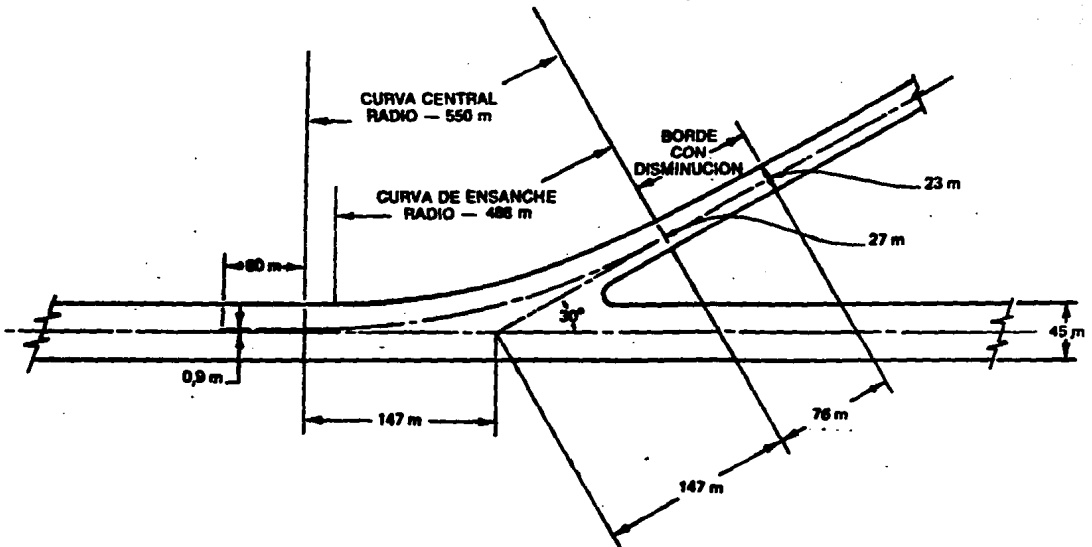 CURVA CENTRAL
RADIO — 550 m
BORDE
CON
DISMINUCION
CURVA DE ENSANCHE
RADIO — 486 m
23 m
27 m
60 m
30°
45 m
0,9 m
147 m
76 m
147 m